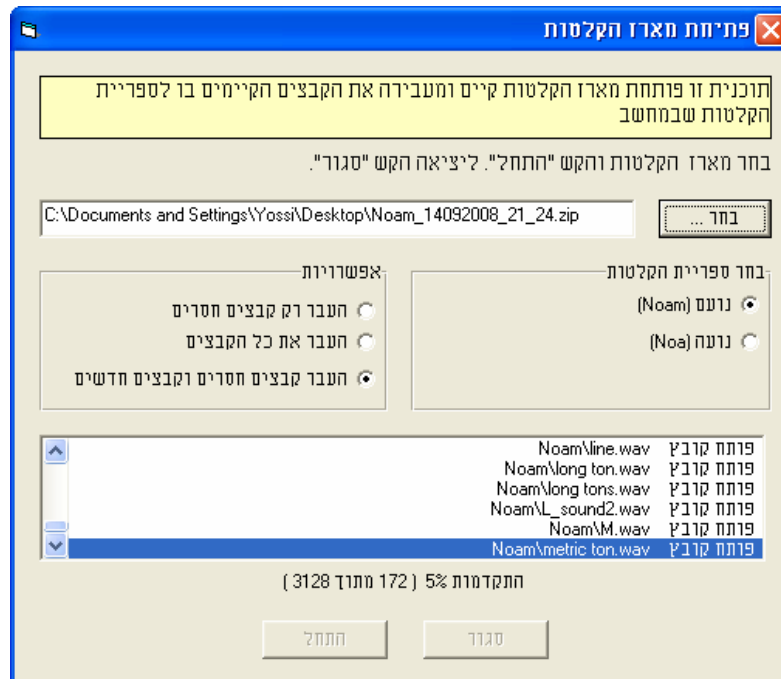 פתיחת מארז הקלטות
תוכנית זו פותחת מארז הקלטות קיים ומעבירה את הקבצים הקיימים בו לספריית
הקלטות שבמחשב
בחר מארז הקלטות והקש "התחל". ליציאה הקש "סגור".
בחר ...
C:\Documents and Settings\Yossi\Desktop\Noam_14092008_21_24.zip
בחר ספריית הקלטות
נועם (Noam)
נועה (Noa)
אפשרויות
העבר רק קבצים חסרים
העבר את כל הקבצים
העבר קבצים חסרים וקבצים חדשים
פותח קובץ Noam\line.wav
פותח קובץ Noam\long ton.wav
פותח קובץ Noam\long tons.wav
פותח קובץ Noam\L_sound2.wav
פותח קובץ Noam\M.wav
פותח קובץ Noam\metric ton.wav
התקדמות 5% ( 172 מתוך 3128 )
סגור
התחל